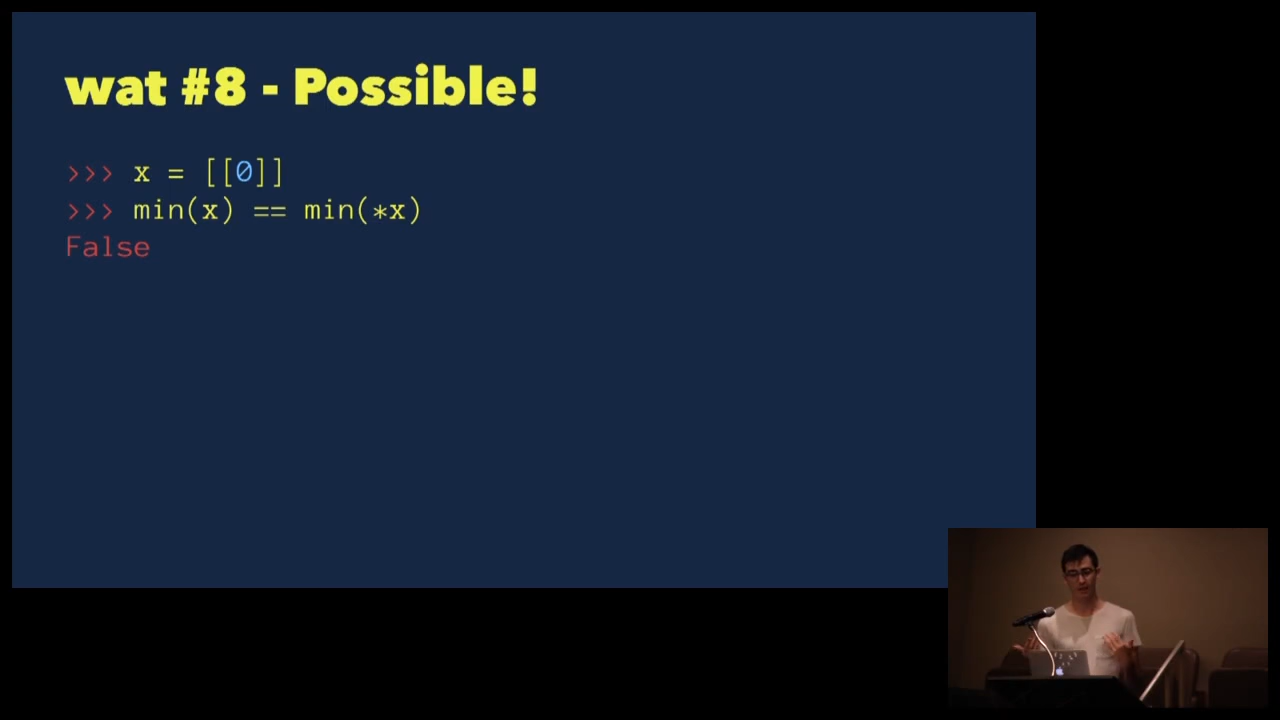 wat #8 - Possible!
>>> x = [[0]]
>>> min(x) == min(*x)
False